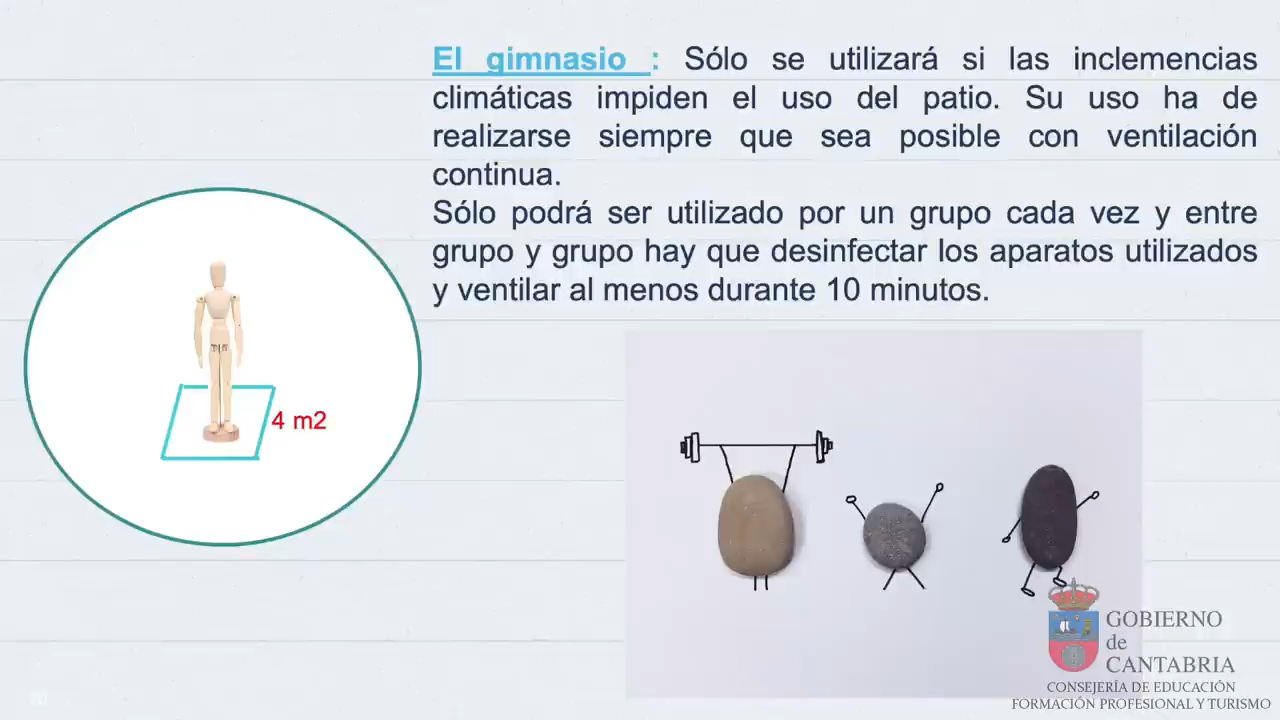 El gimnasio : Sólo se utilizará si las inclemencias
climáticas impiden el uso del patio. Su uso ha de
realizarse siempre que sea posible con ventilación
continua.
Sólo podrá ser utilizado por un grupo cada vez y entre
grupo y grupo hay que desinfectar los aparatos utilizados
y ventilar al menos durante 10 minutos.
4 m2
GOBIERNO
de
CANTABRIA
CONSEJERÍA DE EDUCACIÓN
FORMACIÓN PROFESIONAL Y TURISMO